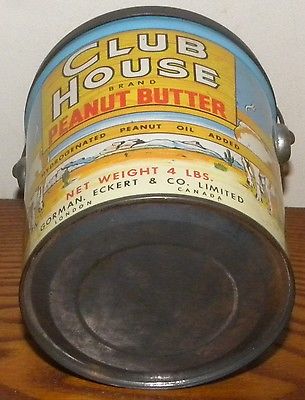 CLUB
HOUSE
BRAND
PEANUT BUTTER
HYDROGENATED PEANUT OIL ADDED
NET WEIGHT 4 LBS.
GORMAN, ECKERT & CO. LIMITED
LONDON CANADA